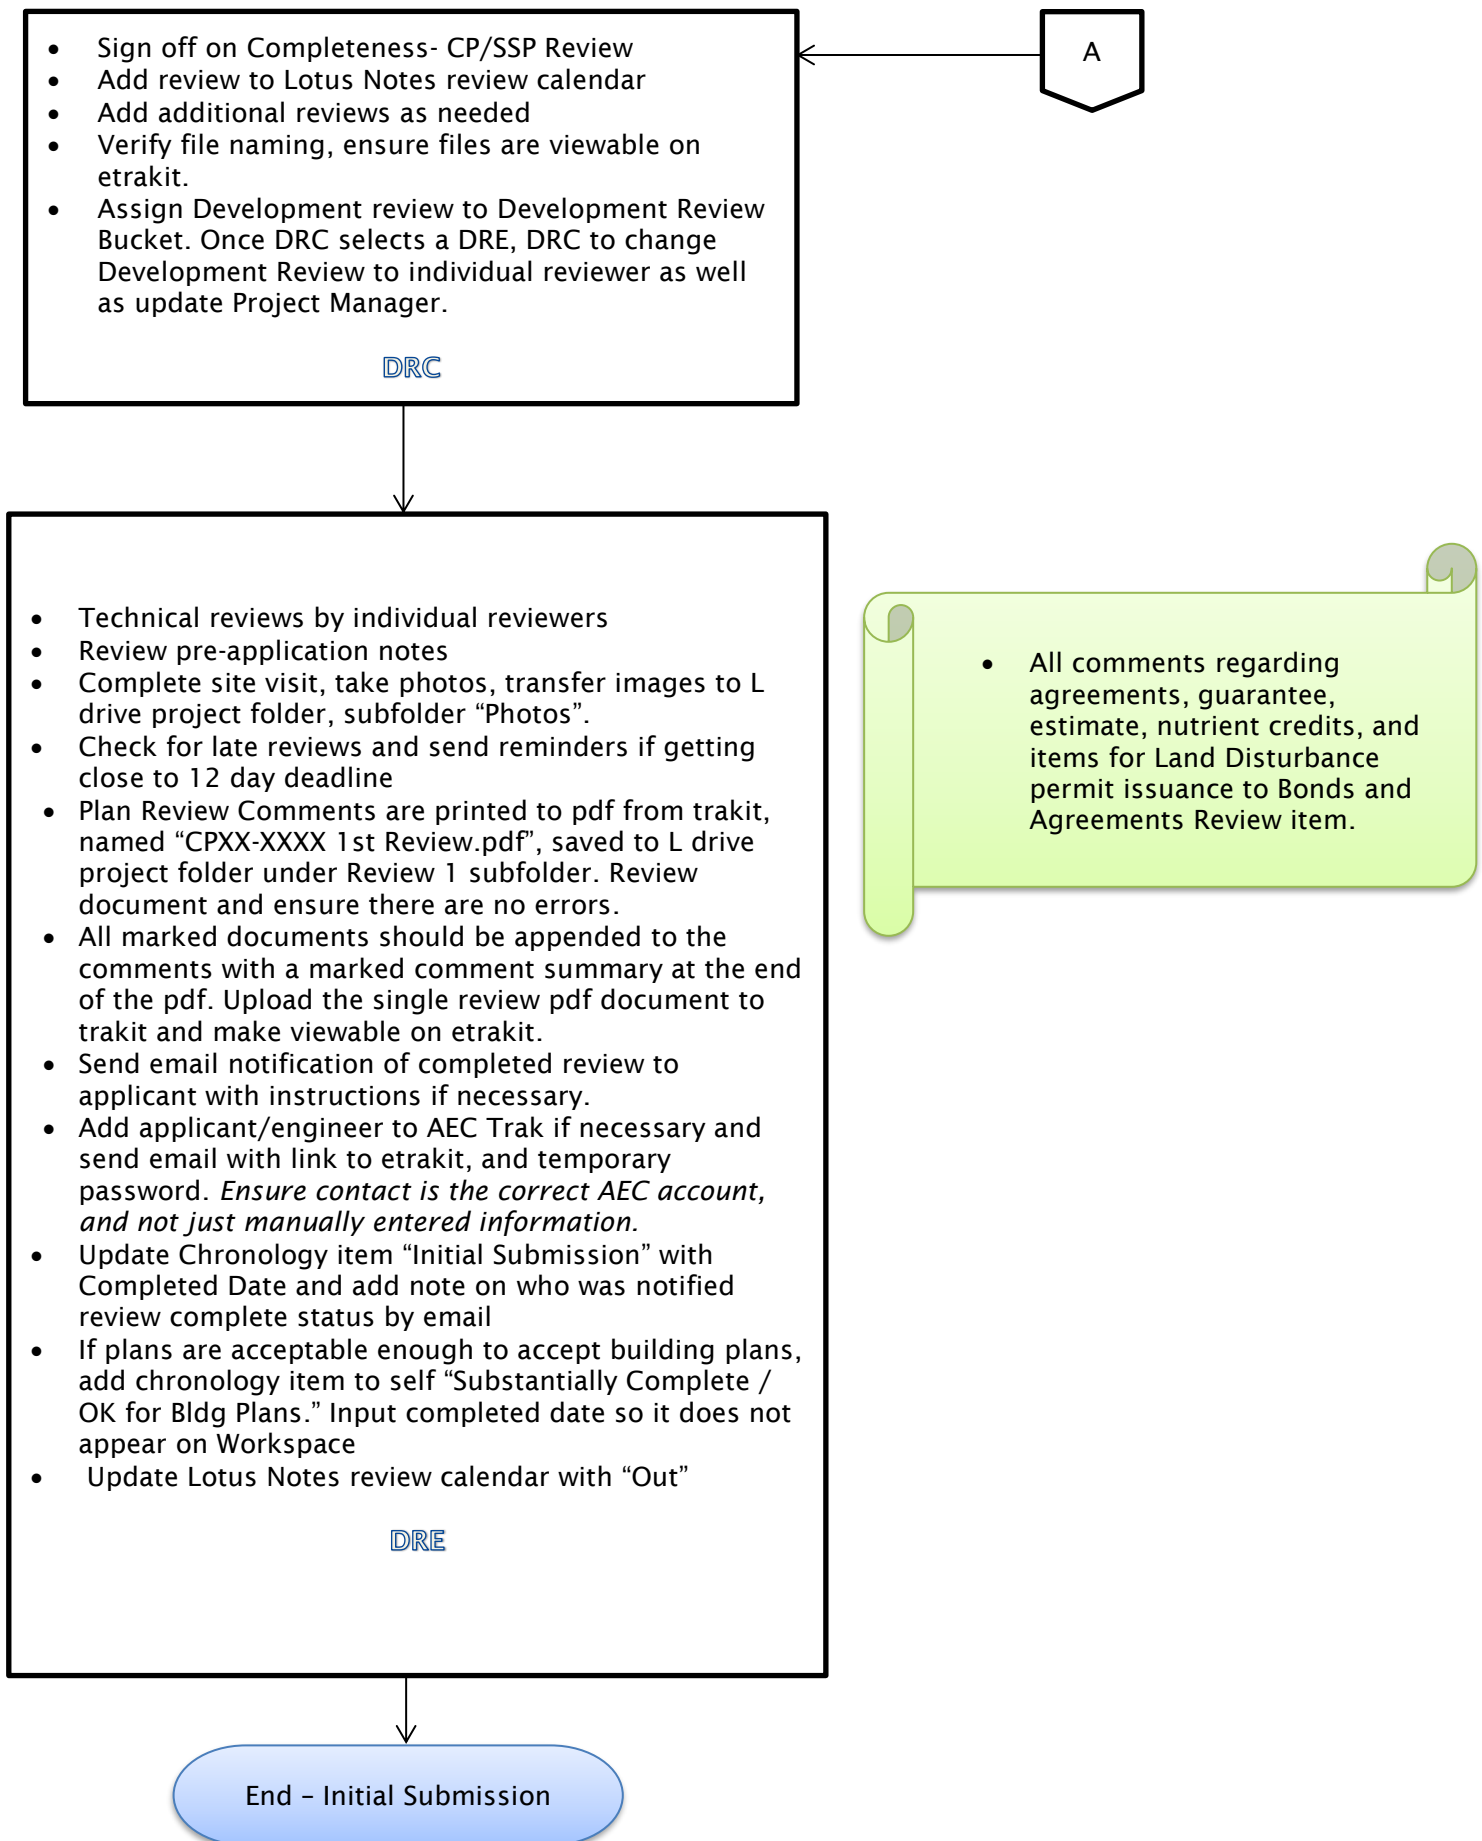 • Sign off on Completeness- CP/SSP Review
• Add review to Lotus Notes review calendar
• Add additional reviews as needed
• Verify file naming, ensure files are viewable on
etrakit.
• Assign Development review to Development Review
Bucket. Once DRC selects a DRE, DRC to change
Development Review to individual reviewer as well
as update Project Manager.
DRC
A
• Technical reviews by individual reviewers
• Review pre-application notes
• Complete site visit, take photos, transfer images to L
drive project folder, subfolder “Photos”.
• Check for late reviews and send reminders if getting
close to 12 day deadline
• Plan Review Comments are printed to pdf from trakit,
named “CPXX-XXXX 1st Review.pdf”, saved to L drive
project folder under Review 1 subfolder. Review
document and ensure there are no errors.
• All marked documents should be appended to the
comments with a marked comment summary at the end
of the pdf. Upload the single review pdf document to
trakit and make viewable on etrakit.
• Send email notification of completed review to
applicant with instructions if necessary.
• Add applicant/engineer to AEC Trak if necessary and
send email with link to etrakit, and temporary
password. Ensure contact is the correct AEC account,
and not just manually entered information.
• Update Chronology item “Initial Submission” with
Completed Date and add note on who was notified
review complete status by email
• If plans are acceptable enough to accept building plans,
add chronology item to self “Substantially Complete /
OK for Bldg Plans.” Input completed date so it does not
appear on Workspace
• Update Lotus Notes review calendar with “Out”
DRE
• All comments regarding
agreements, guarantee,
estimate, nutrient credits, and
items for Land Disturbance
permit issuance to Bonds and
Agreements Review item.
End – Initial Submission